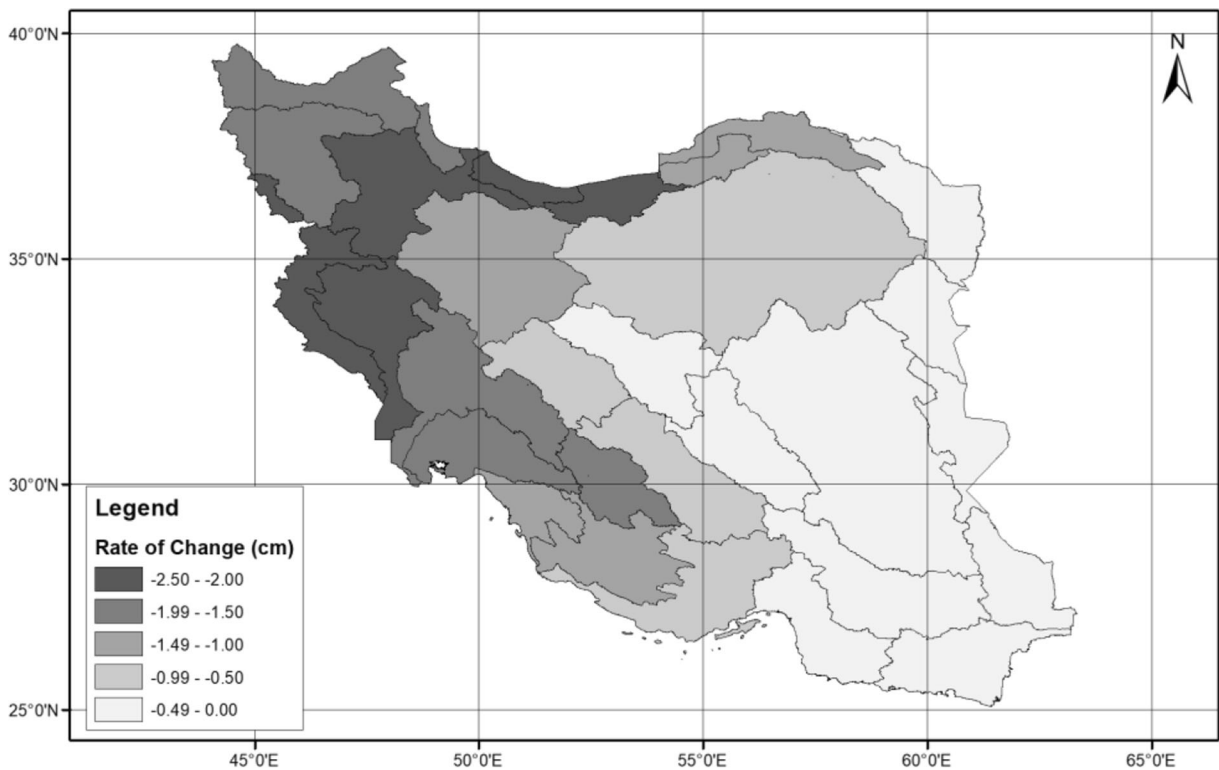 N
40°0'N
35°0'N
30°0'N
25°0'N
Legend
Rate of Change (cm)
-2.50 - -2.00
-1.99 - -1.50
-1.49 - -1.00
-0.99 - -0.50
-0.49 - 0.00
45°0'E 50°0'E 55°0'E 60°0'E 65°0'E